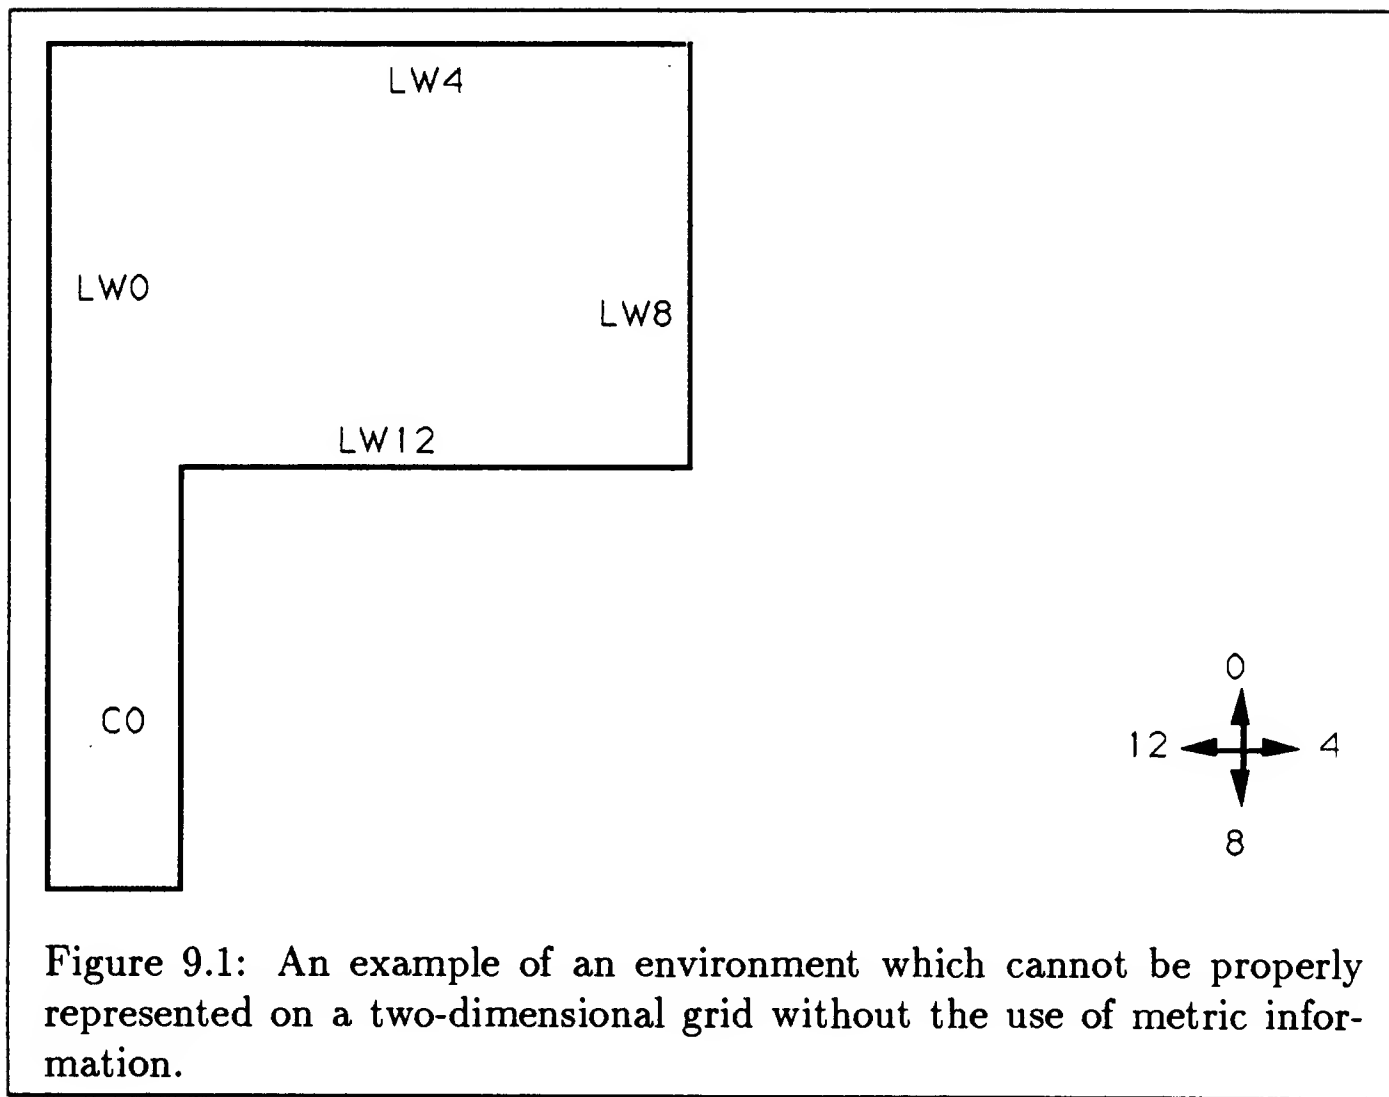 LW4
LW0
LW8
LW12
C0
0
12 4
8
Figure 9.1: An example of an environment which cannot be properly
represented on a two-dimensional grid without the use of metric infor-
mation.